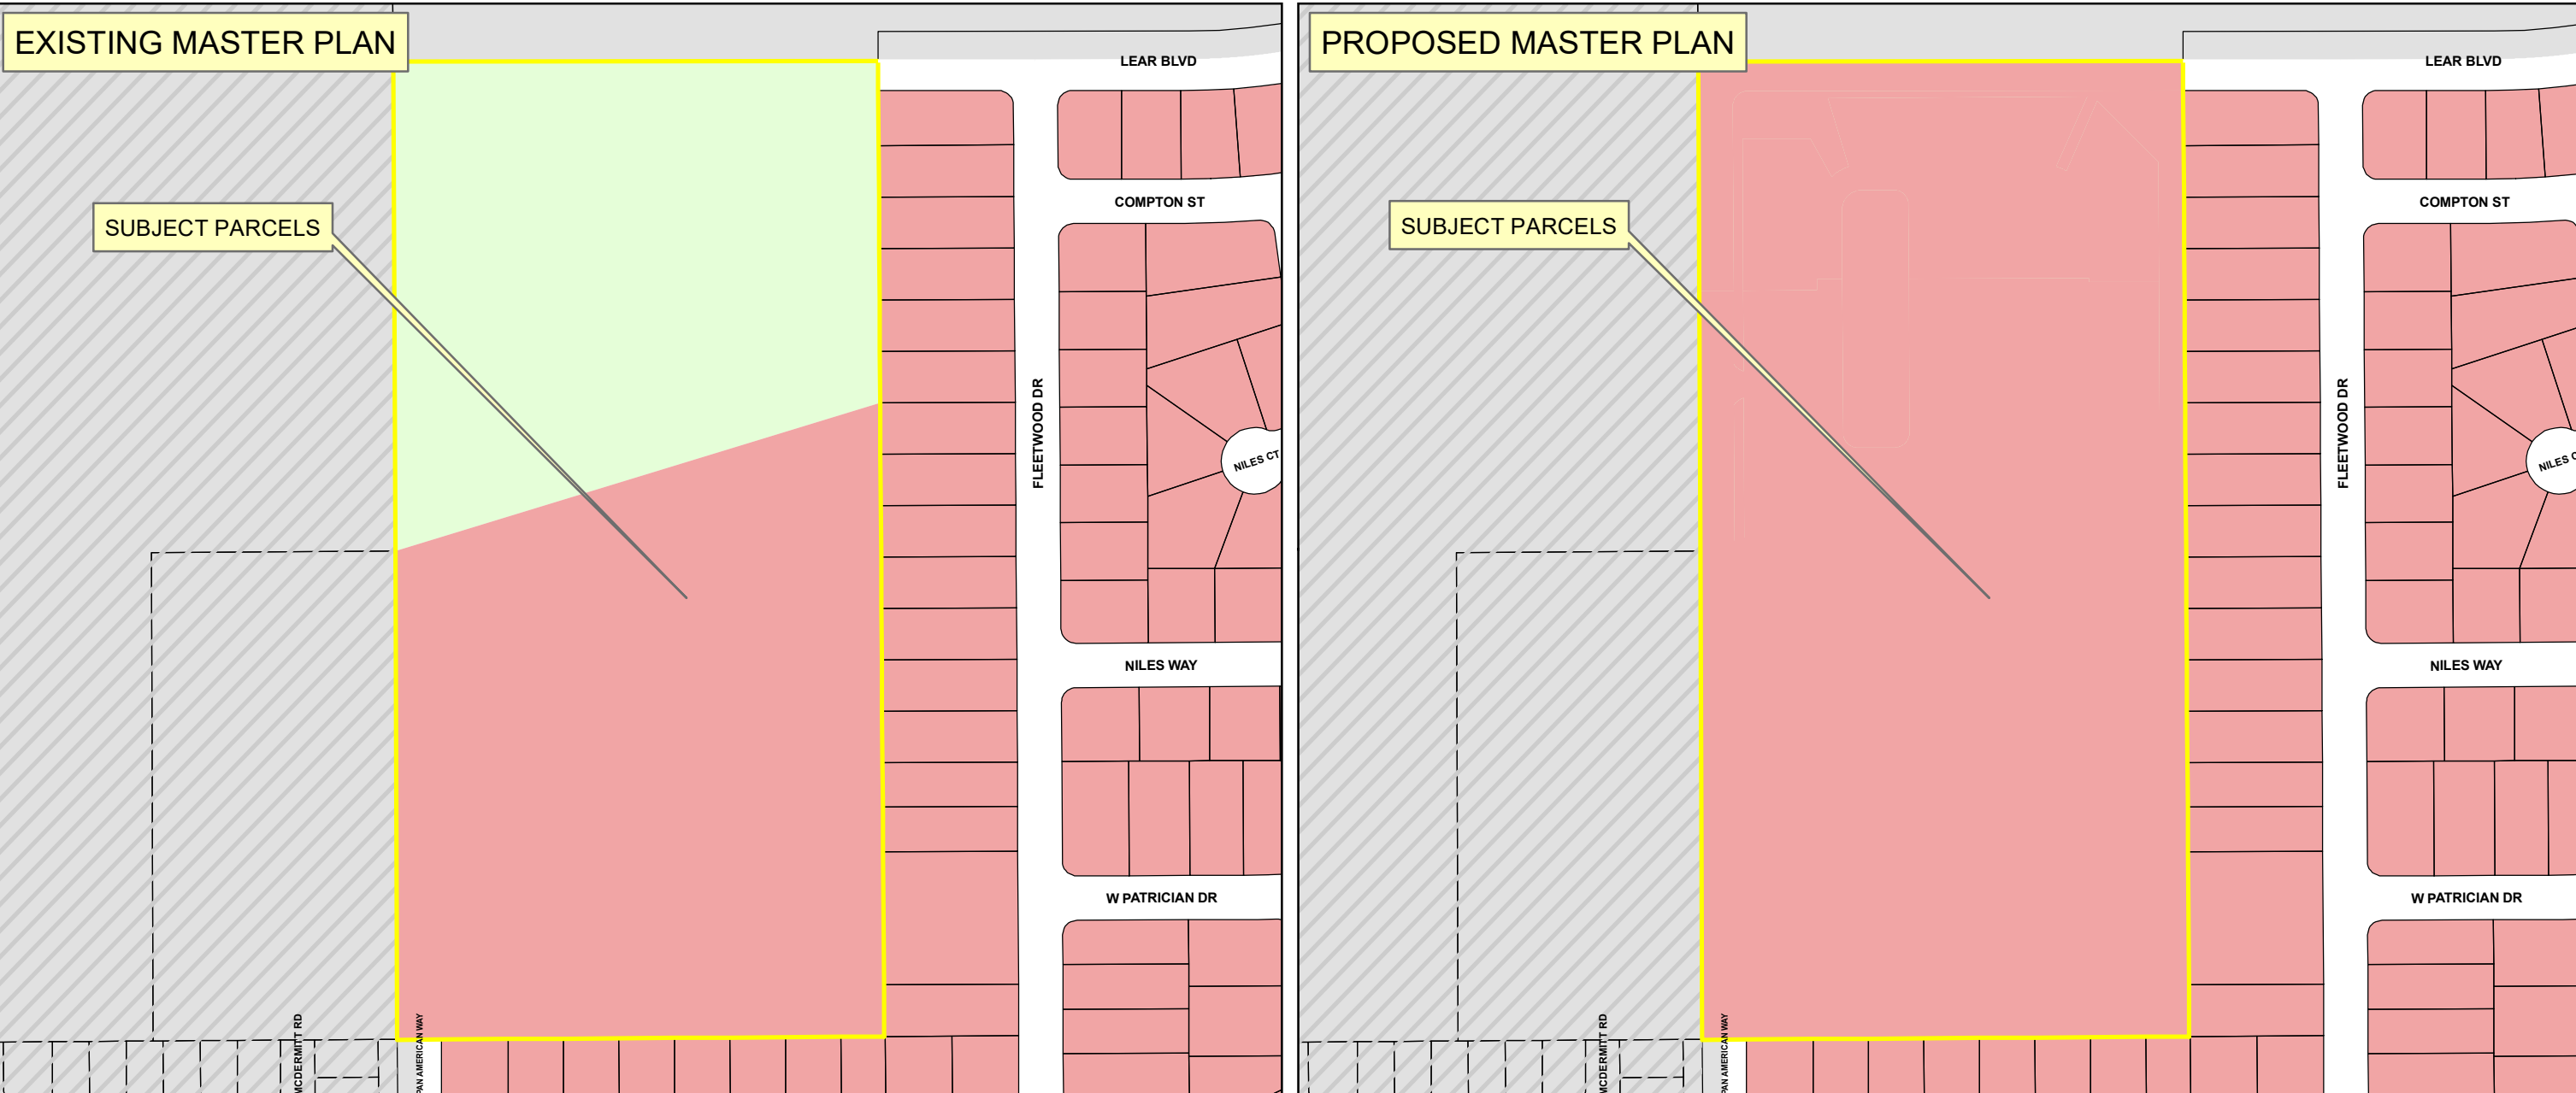 EXISTING MASTER PLAN
LEAR BLVD
SUBJECT PARCELS
COMPTON ST
FLEETWOOD DR
NILES CT
NILES WAY
W PATRICIAN DR
MCDERMITT RD
PAN AMERICAN WAY
PROPOSED MASTER PLAN
LEAR BLVD
SUBJECT PARCELS
COMPTON ST
FLEETWOOD DR
NILES C
NILES WAY
W PATRICIAN DR
MCDERMITT RD
PAN AMERICAN WAY